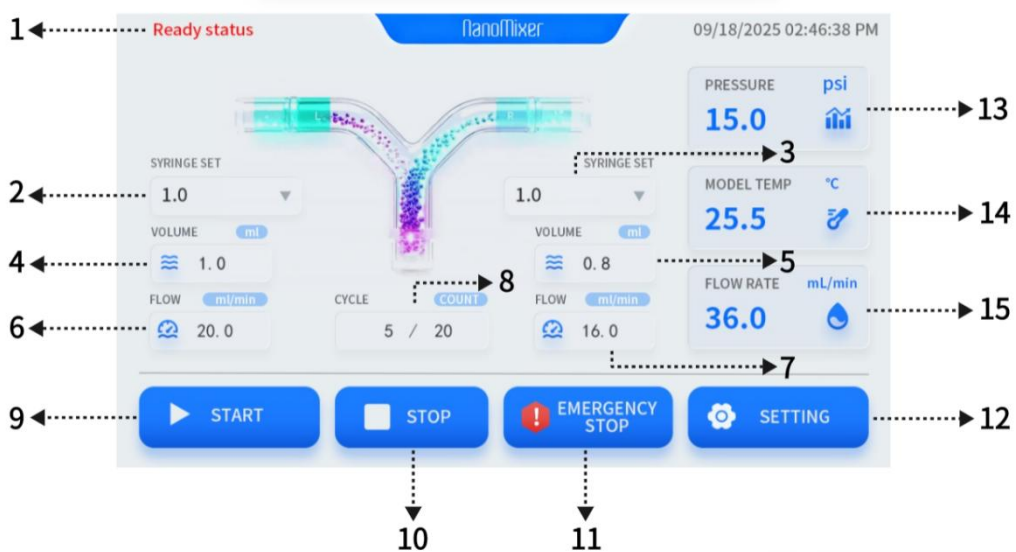 1
Ready status
NanoMixer
09/18/2025 02:46:38 PM
PRESSURE psi
15.0
13
L
R
SYRINGE SET
2
1.0
SYRINGE SET
3
1.0
MODEL TEMP °C
25.5
14
VOLUME ml
4
1.0
VOLUME ml
5
0.8
FLOW ml/min
6
20.0
CYCLE COUNT
8
5 / 20
FLOW ml/min
16.0
7
FLOW RATE mL/min
36.0
15
9
START
STOP
EMERGENCY
STOP
SETTING
12
10
11